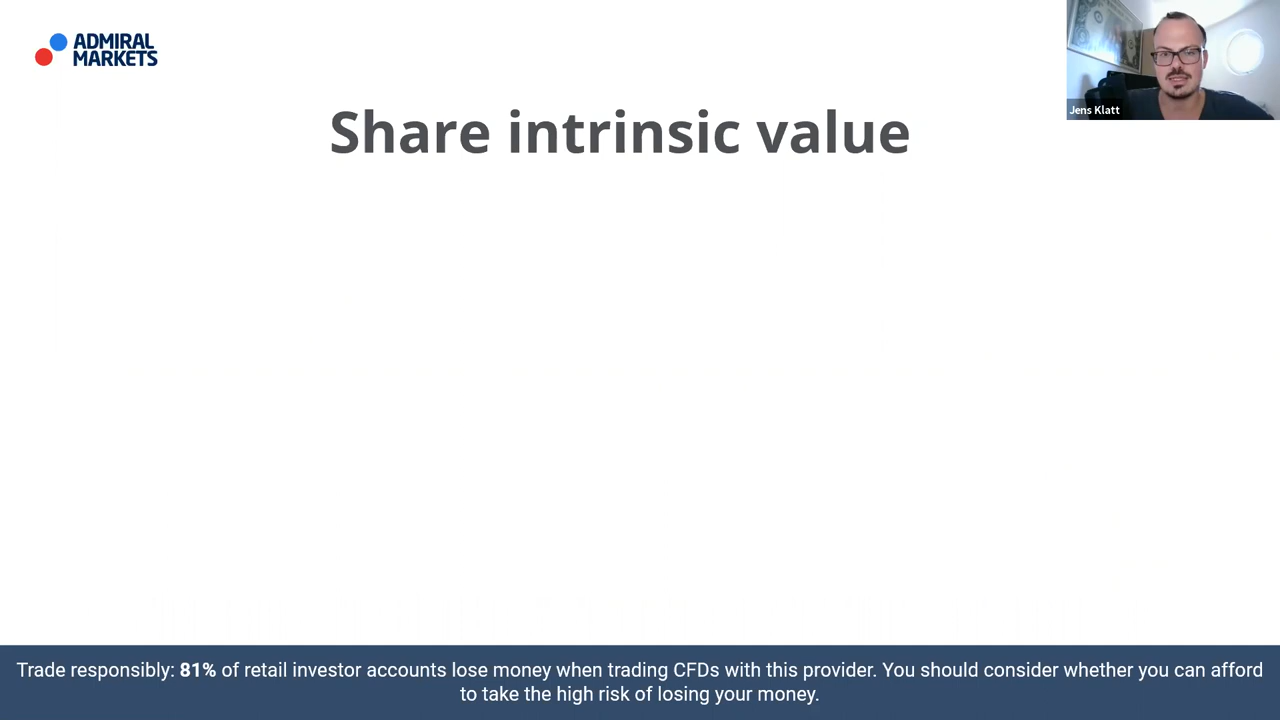 ADMIRAL
MARKETS
Jens Klatt
Share intrinsic value
Trade responsibly: 81% of retail investor accounts lose money when trading CFDs with this provider. You should consider whether you can afford
to take the high risk of losing your money.